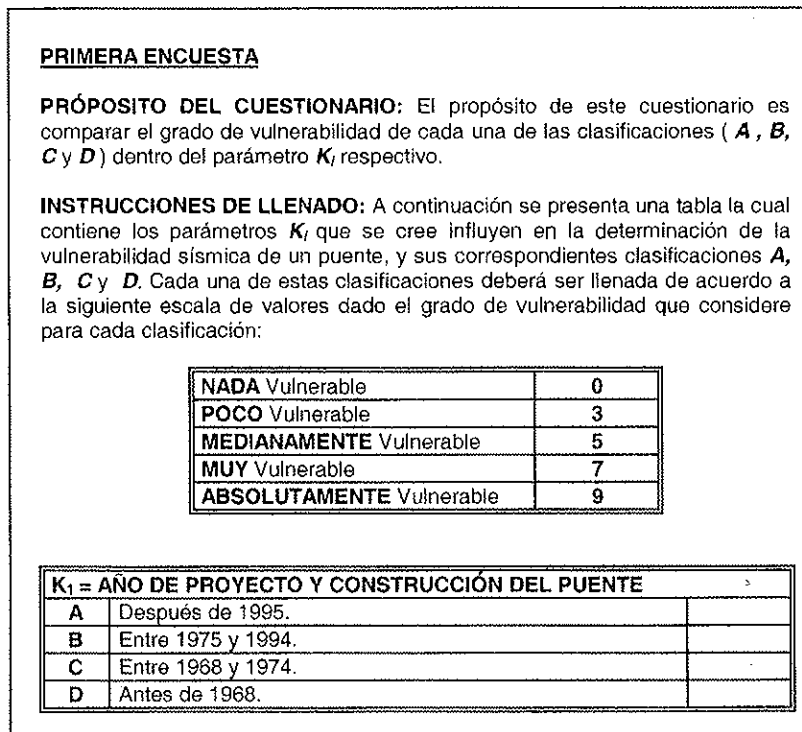 PRIMERA ENCUESTA
PRÓPOSITO DEL CUESTIONARIO: El propósito de este cuestionario es
comparar el grado de vulnerabilidad de cada una de las clasificaciones ( A , B,
C y D ) dentro del parámetro Ki respectivo.
INSTRUCCIONES DE LLENADO: A continuación se presenta una tabla la cual
contiene los parámetros Ki que se cree influyen en la determinación de la
vulnerabilidad sísmica de un puente, y sus correspondientes clasificaciones A,
B, C y D. Cada una de estas clasificaciones deberá ser llenada de acuerdo a
la siguiente escala de valores dado el grado de vulnerabilidad que considere
para cada clasificación:
NADA Vulnerable 0
POCO Vulnerable 3
MEDIANAMENTE Vulnerable 5
MUY Vulnerable 7
ABSOLUTAMENTE Vulnerable 9
K1 = AÑO DE PROYECTO Y CONSTRUCCIÓN DEL PUENTE
A Después de 1995.
B Entre 1975 y 1994.
C Entre 1968 y 1974.
D Antes de 1968.